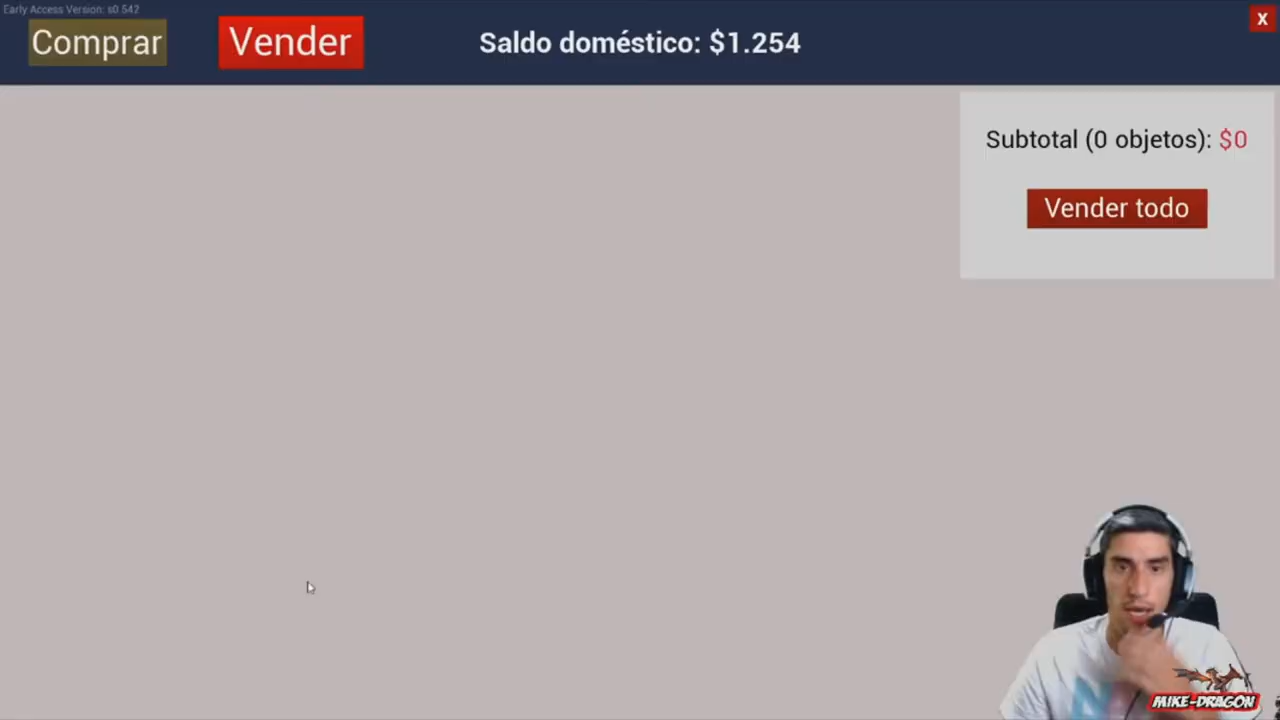 Early Access Version: s0.542
Comprar
Vender
Saldo doméstico: $1.254
X
Subtotal (0 objetos): $0
Vender todo
MIKE-DRAGON